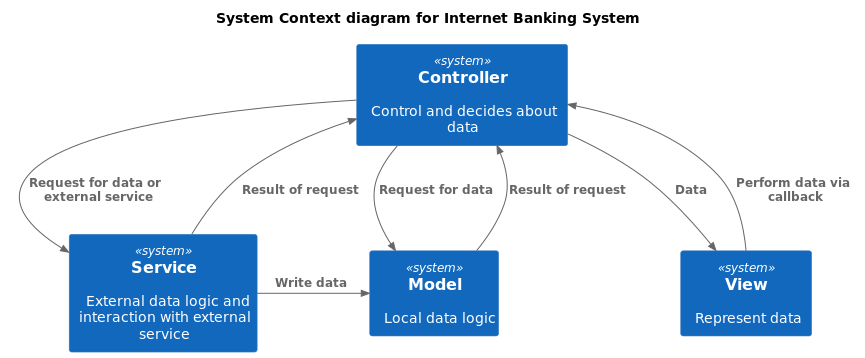 System Context diagram for Internet Banking System
«system»
Controller
Control and decides about
data
Request for data or
external service
Result of request
Request for data
Result of request
Data
Perform data via
callback
«system»
Service
External data logic and
interaction with external
service
Write data
«system»
Model
Local data logic
«system»
View
Represent data